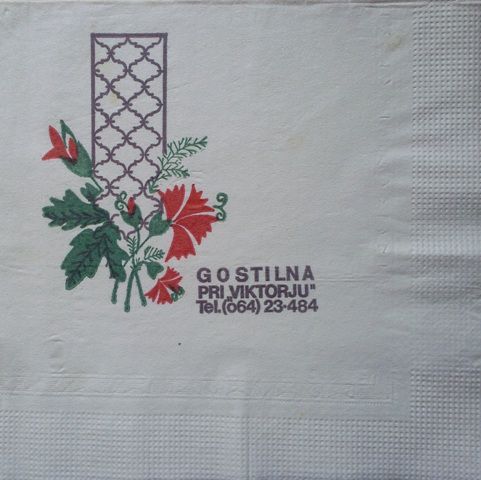 GOSTILNA
PRI „VIKTORJU"
Tel. (064) 23-484